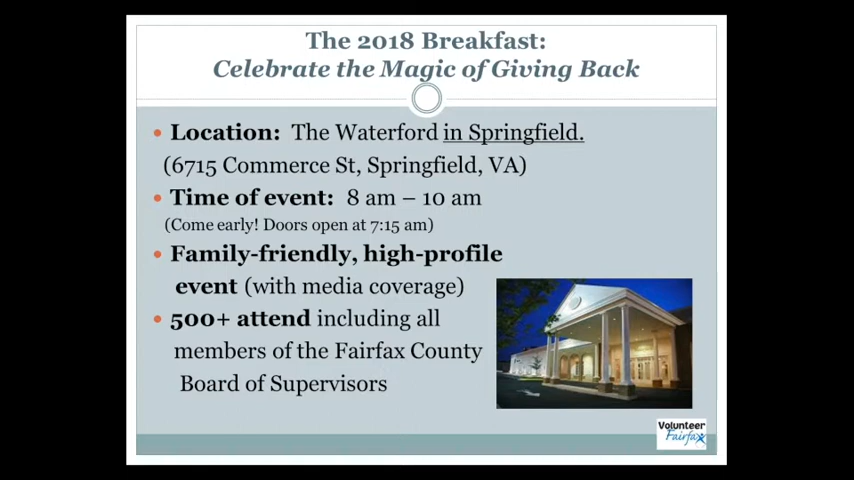 The 2018 Breakfast:
Celebrate the Magic of Giving Back
• Location: The Waterford in Springfield.
(6715 Commerce St, Springfield, VA)
• Time of event: 8 am – 10 am
(Come early! Doors open at 7:15 am)
• Family-friendly, high-profile
event (with media coverage)
• 500+ attend including all
members of the Fairfax County
Board of Supervisors
Volunteer
Fairfax